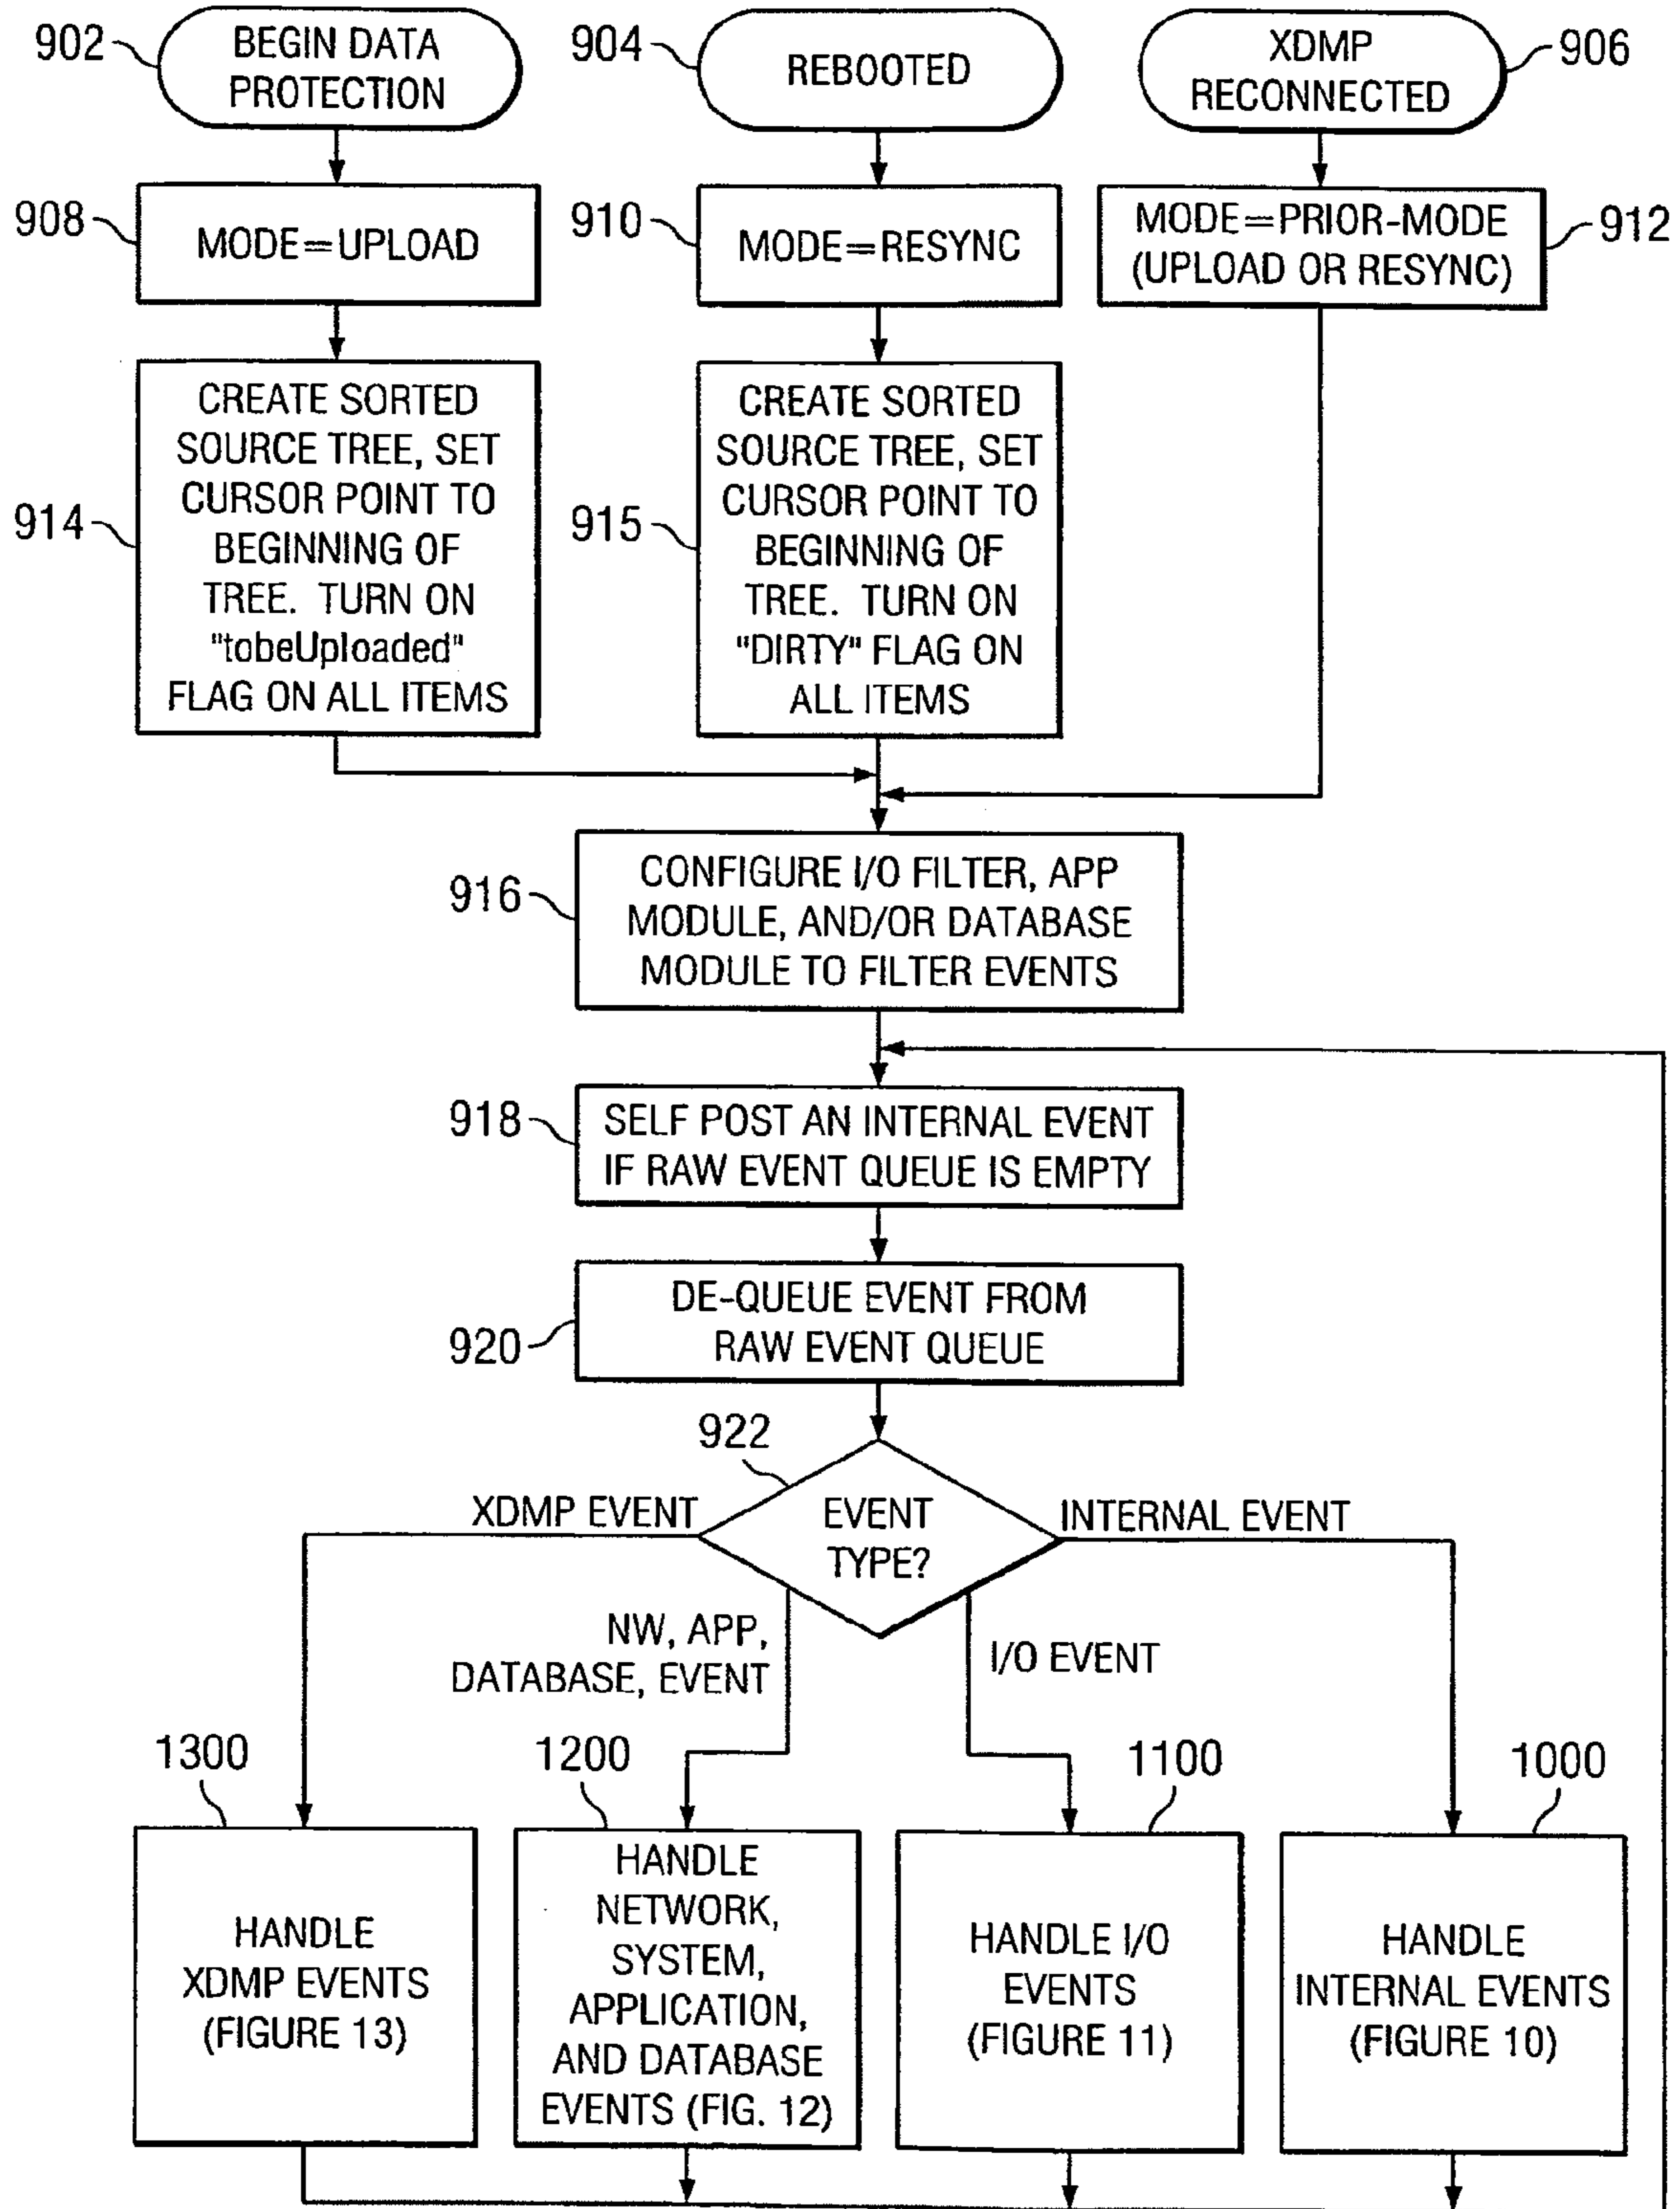 902
BEGIN DATA
PROTECTION
904
REBOOTED
XDMP
RECONNECTED
906
908
MODE=UPLOAD
910
MODE=RESYNC
MODE=PRIOR-MODE
(UPLOAD OR RESYNC)
912
914
CREATE SORTED
SOURCE TREE, SET
CURSOR POINT TO
BEGINNING OF
TREE. TURN ON
"tobeUploaded"
FLAG ON ALL ITEMS
915
CREATE SORTED
SOURCE TREE, SET
CURSOR POINT TO
BEGINNING OF
TREE. TURN ON
"DIRTY" FLAG ON
ALL ITEMS
916
CONFIGURE I/O FILTER, APP
MODULE, AND/OR DATABASE
MODULE TO FILTER EVENTS
918
SELF POST AN INTERNAL EVENT
IF RAW EVENT QUEUE IS EMPTY
920
DE-QUEUE EVENT FROM
RAW EVENT QUEUE
922
EVENT
TYPE?
XDMP EVENT
INTERNAL EVENT
NW, APP,
DATABASE, EVENT
I/O EVENT
1300
HANDLE
XDMP EVENTS
(FIGURE 13)
1200
HANDLE
NETWORK,
SYSTEM,
APPLICATION,
AND DATABASE
EVENTS (FIG. 12)
1100
HANDLE I/O
EVENTS
(FIGURE 11)
1000
HANDLE
INTERNAL EVENTS
(FIGURE 10)